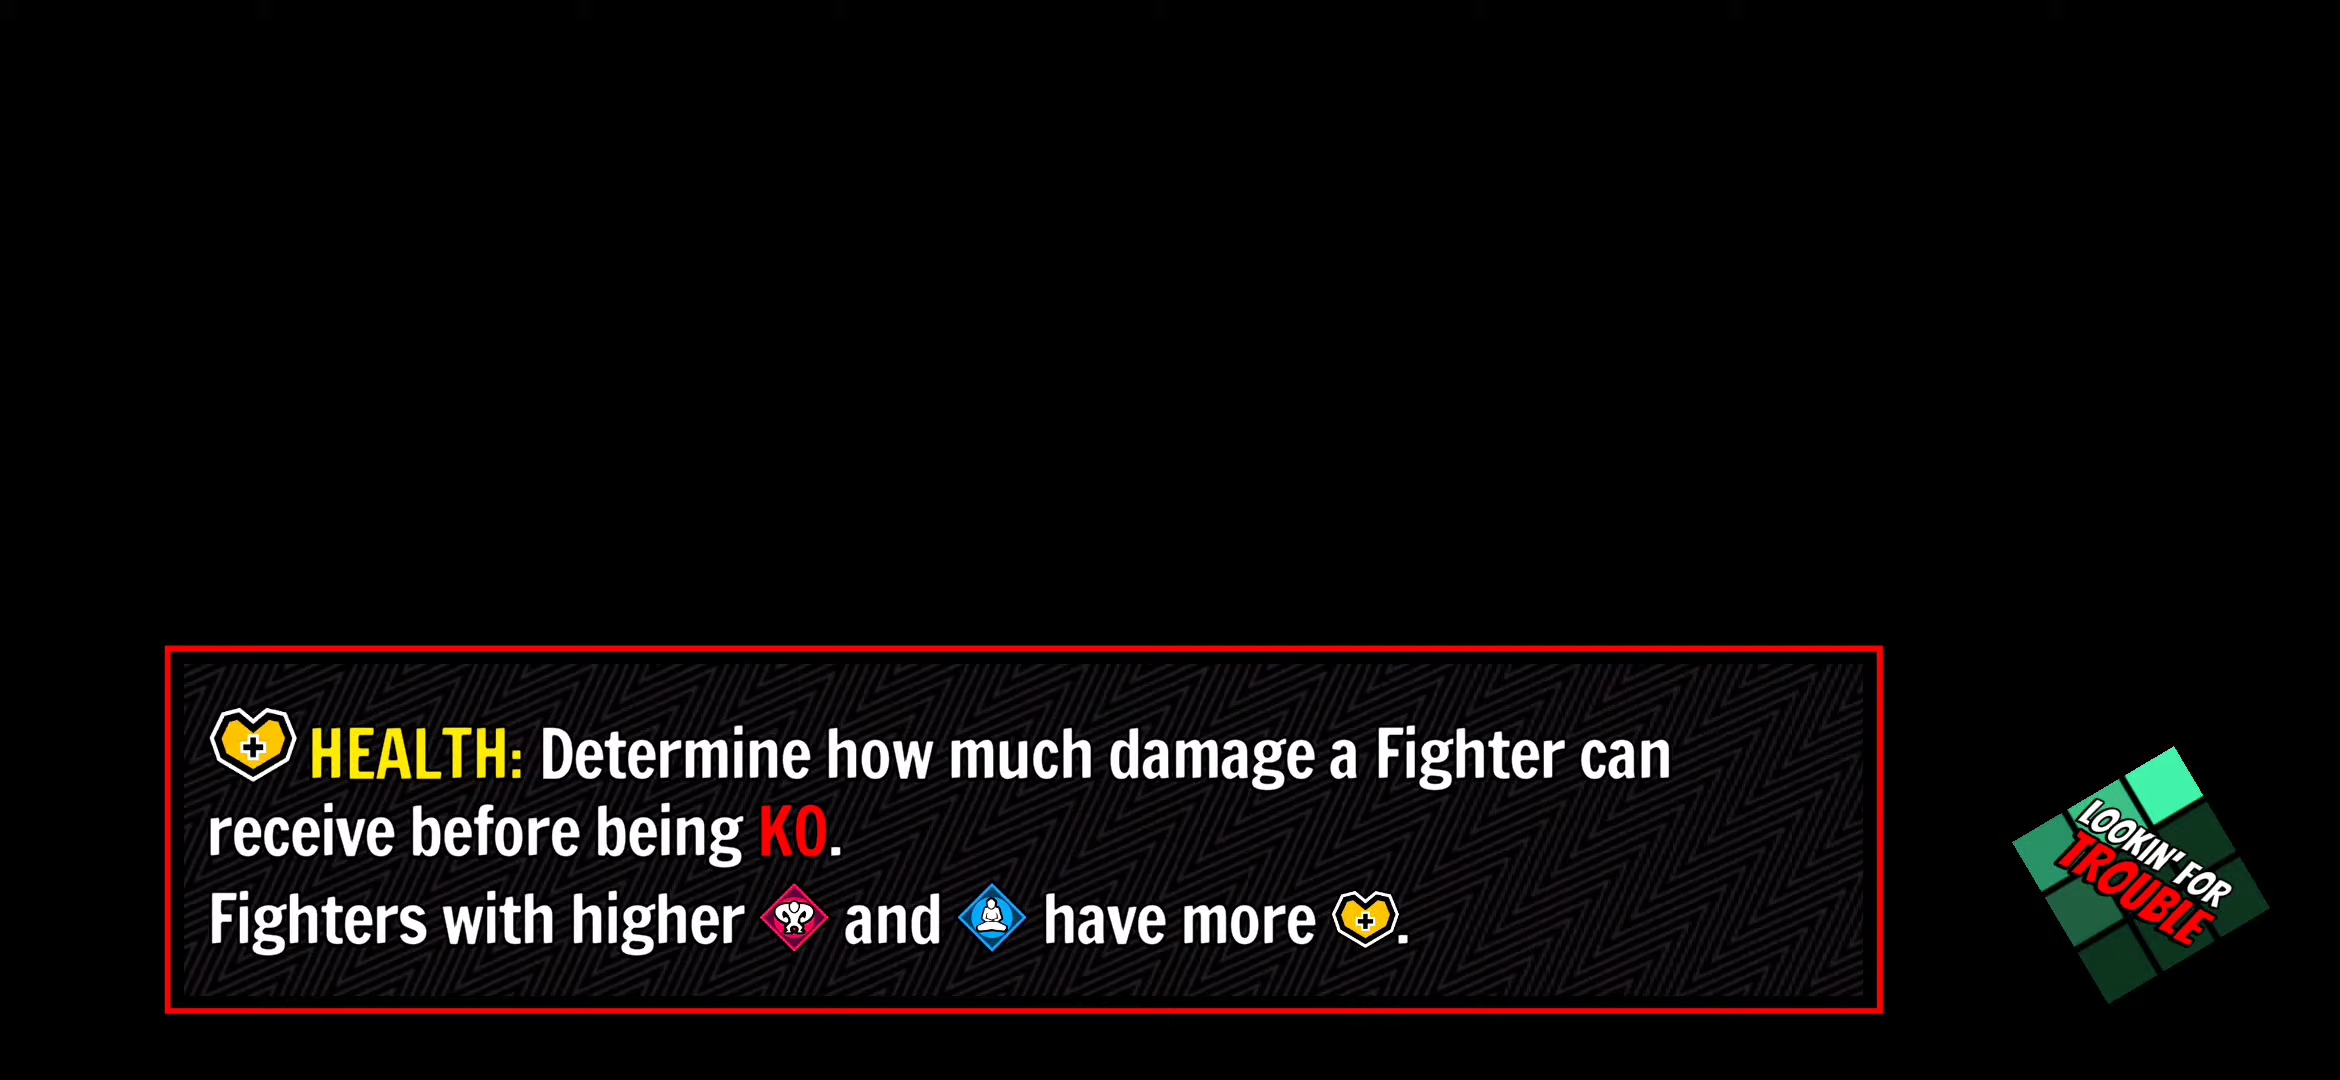 HEALTH: Determine how much damage a Fighter can
receive before being KO.
Fighters with higher and have more .
LOOKIN' FOR
TROUBLE